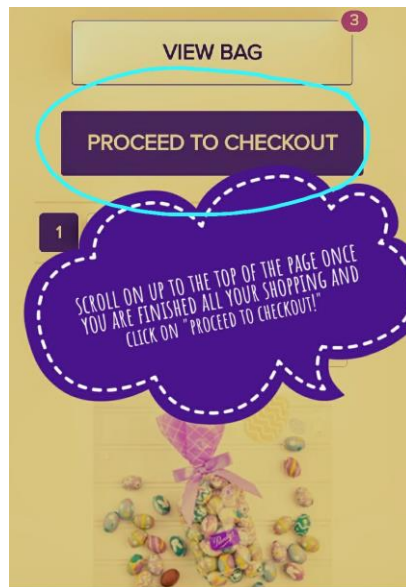 3
VIEW BAG
PROCEED TO CHECKOUT
1
SCROLL ON UP TO THE TOP OF THE PAGE ONCE
YOU ARE FINISHED ALL YOUR SHOPPING AND
CLICK ON "PROCEED TO CHECKOUT!"